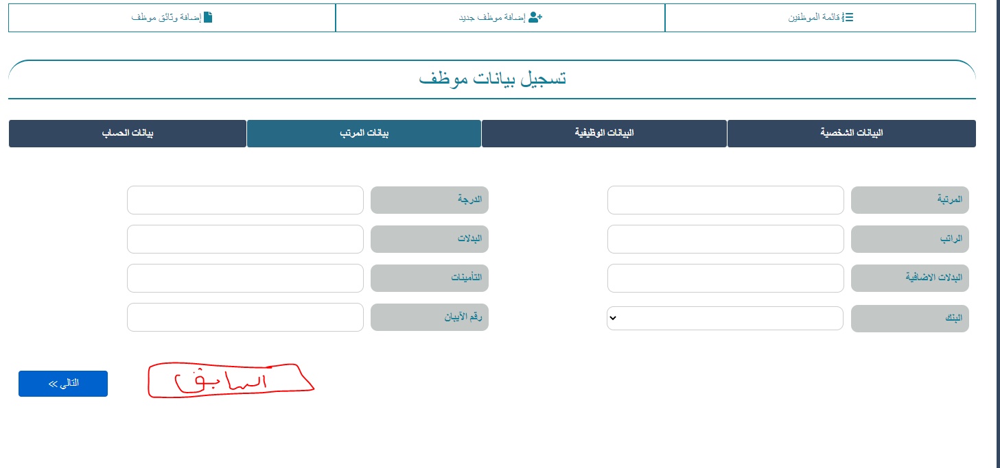 قائمة الموظفين إضافة موظف جديد إضافة وثائق موظف
تسجيل بيانات موظف
البيانات الشخصية البيانات الوظيفية بيانات المرتب بيانات الحساب
المرتبة الدرجة
الراتب البدلات
البدلات الاضافية التأمينات
البنك رقم الآيبان
السابق التالي >>